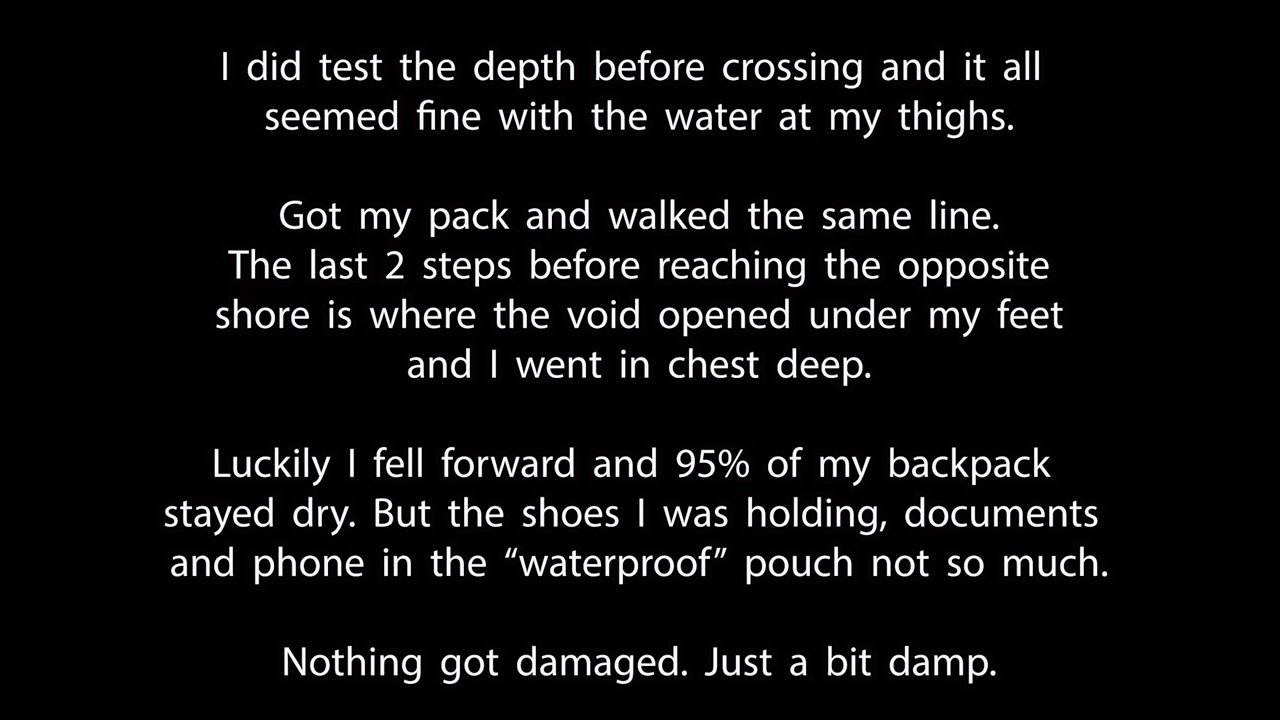 I did test the depth before crossing and it all
seemed fine with the water at my thighs.
Got my pack and walked the same line.
The last 2 steps before reaching the opposite
shore is where the void opened under my feet
and I went in chest deep.
Luckily I fell forward and 95% of my backpack
stayed dry. But the shoes I was holding, documents
and phone in the “waterproof” pouch not so much.
Nothing got damaged. Just a bit damp.